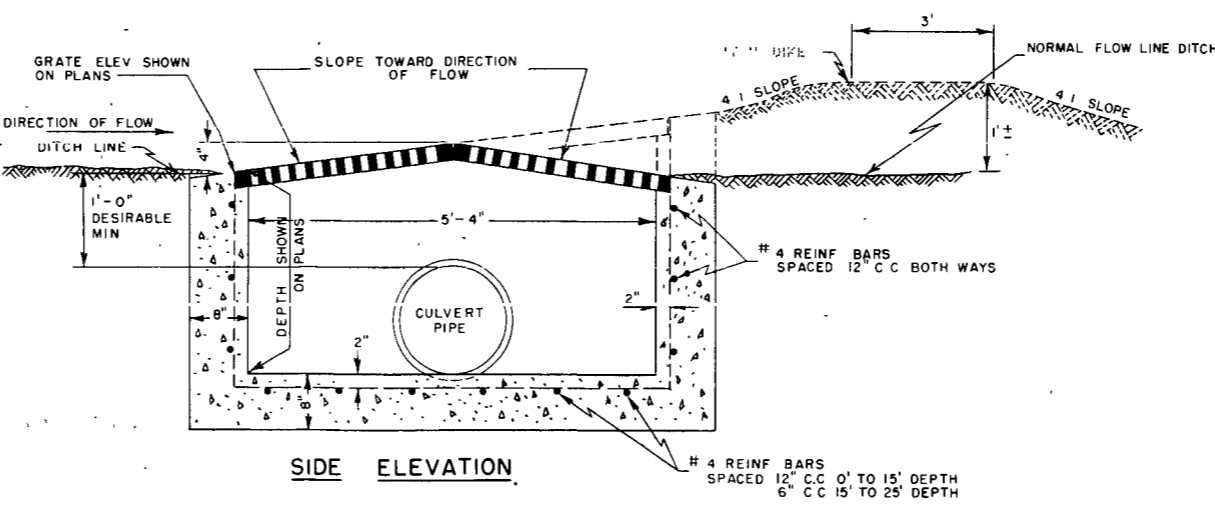 3'
GRATE ELEV SHOWN
ON PLANS
SLOPE TOWARD DIRECTION
OF FLOW
DIKE
NORMAL FLOW LINE DITCH
4 1 SLOPE
4 1 SLOPE
DIRECTION OF FLOW
DITCH LINE
4"
1' ±
1'-0"
DESIRABLE
MIN
5'-4"
DEPTH SHOWN
ON PLANS
# 4 REINF BARS
SPACED 12" C C BOTH WAYS
CULVERT
PIPE
8"
2"
2"
8"
SIDE ELEVATION
# 4 REINF BARS
SPACED 12" C.C 0' TO 15' DEPTH
6" C C 15' TO 25' DEPTH